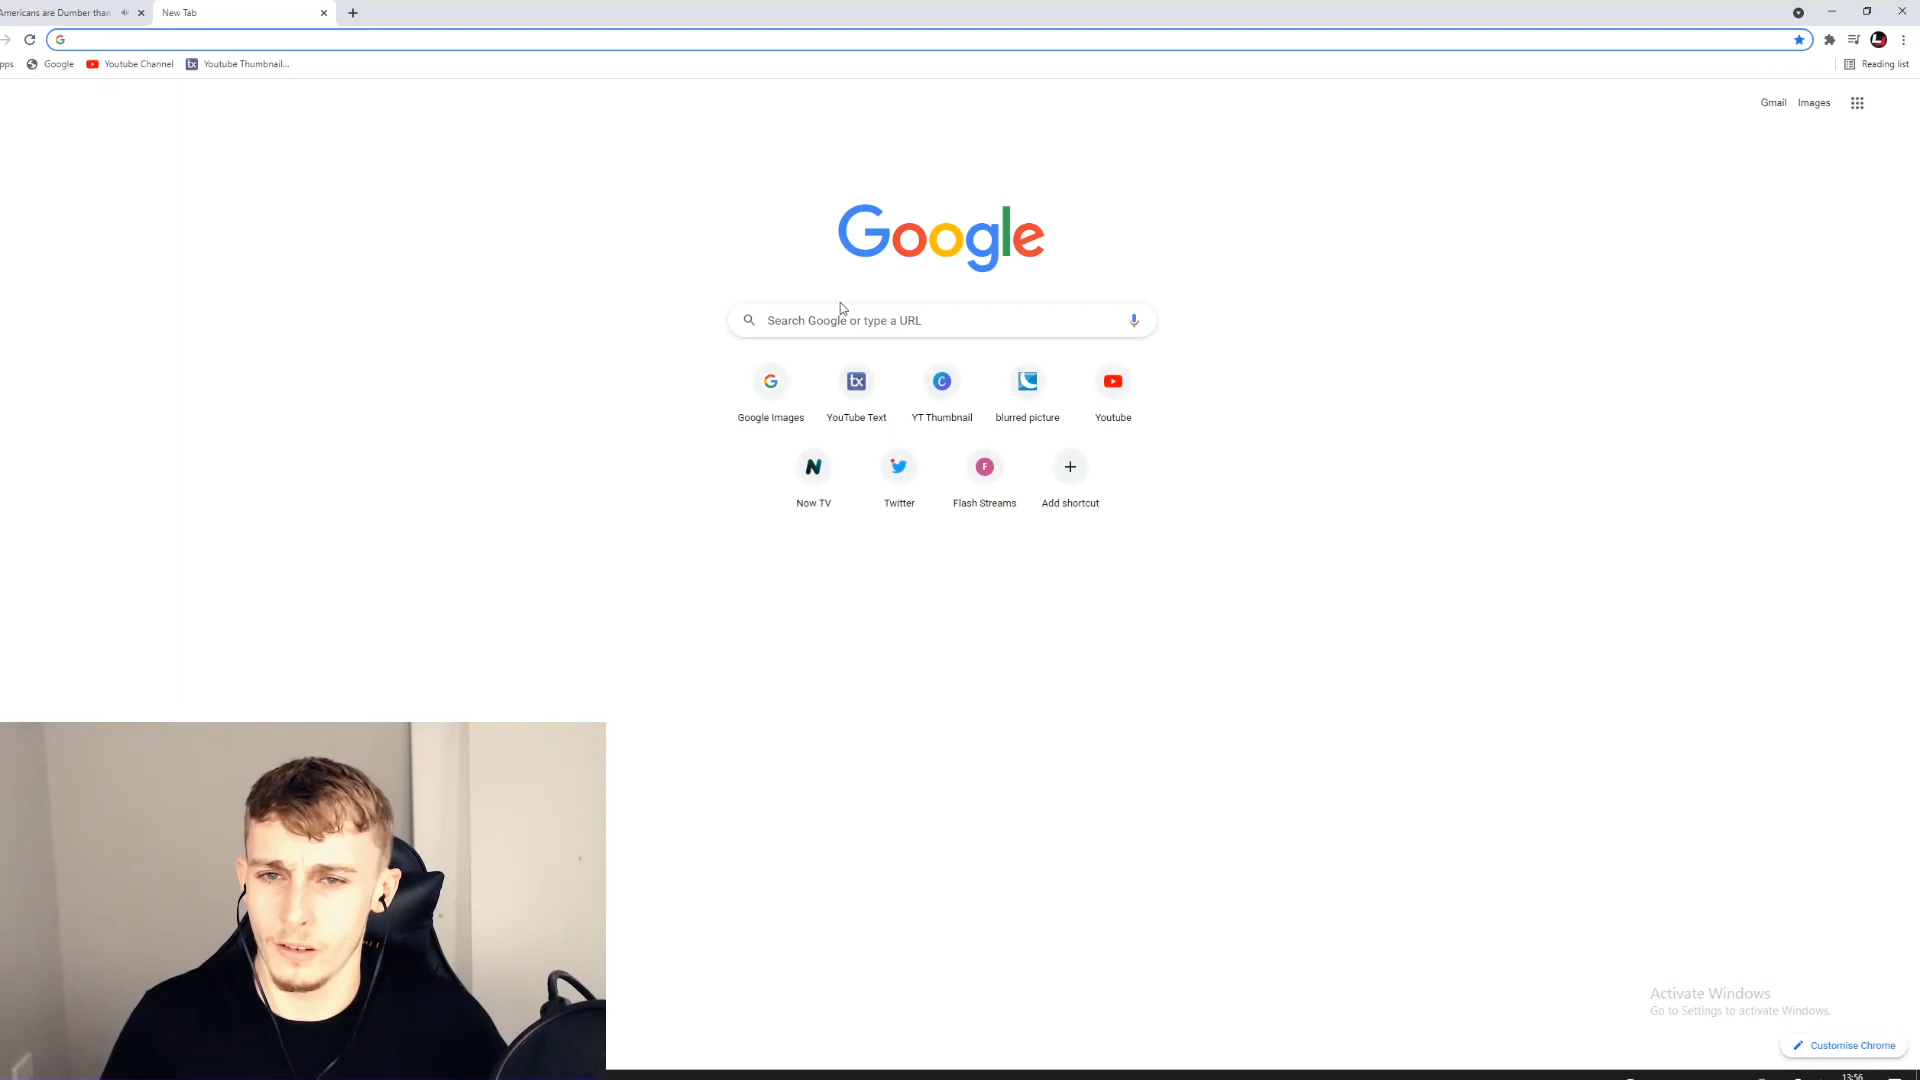 Americans are Dumber than
New Tab
pps
Google
Youtube Channel
Youtube Thumbnail...
Reading list
Gmail
Images
Google
Search Google or type a URL
Google Images
YouTube Text
YT Thumbnail
blurred picture
Youtube
Now TV
Twitter
Flash Streams
Add shortcut
Activate Windows
Go to Settings to activate Windows.
Customise Chrome
13:56